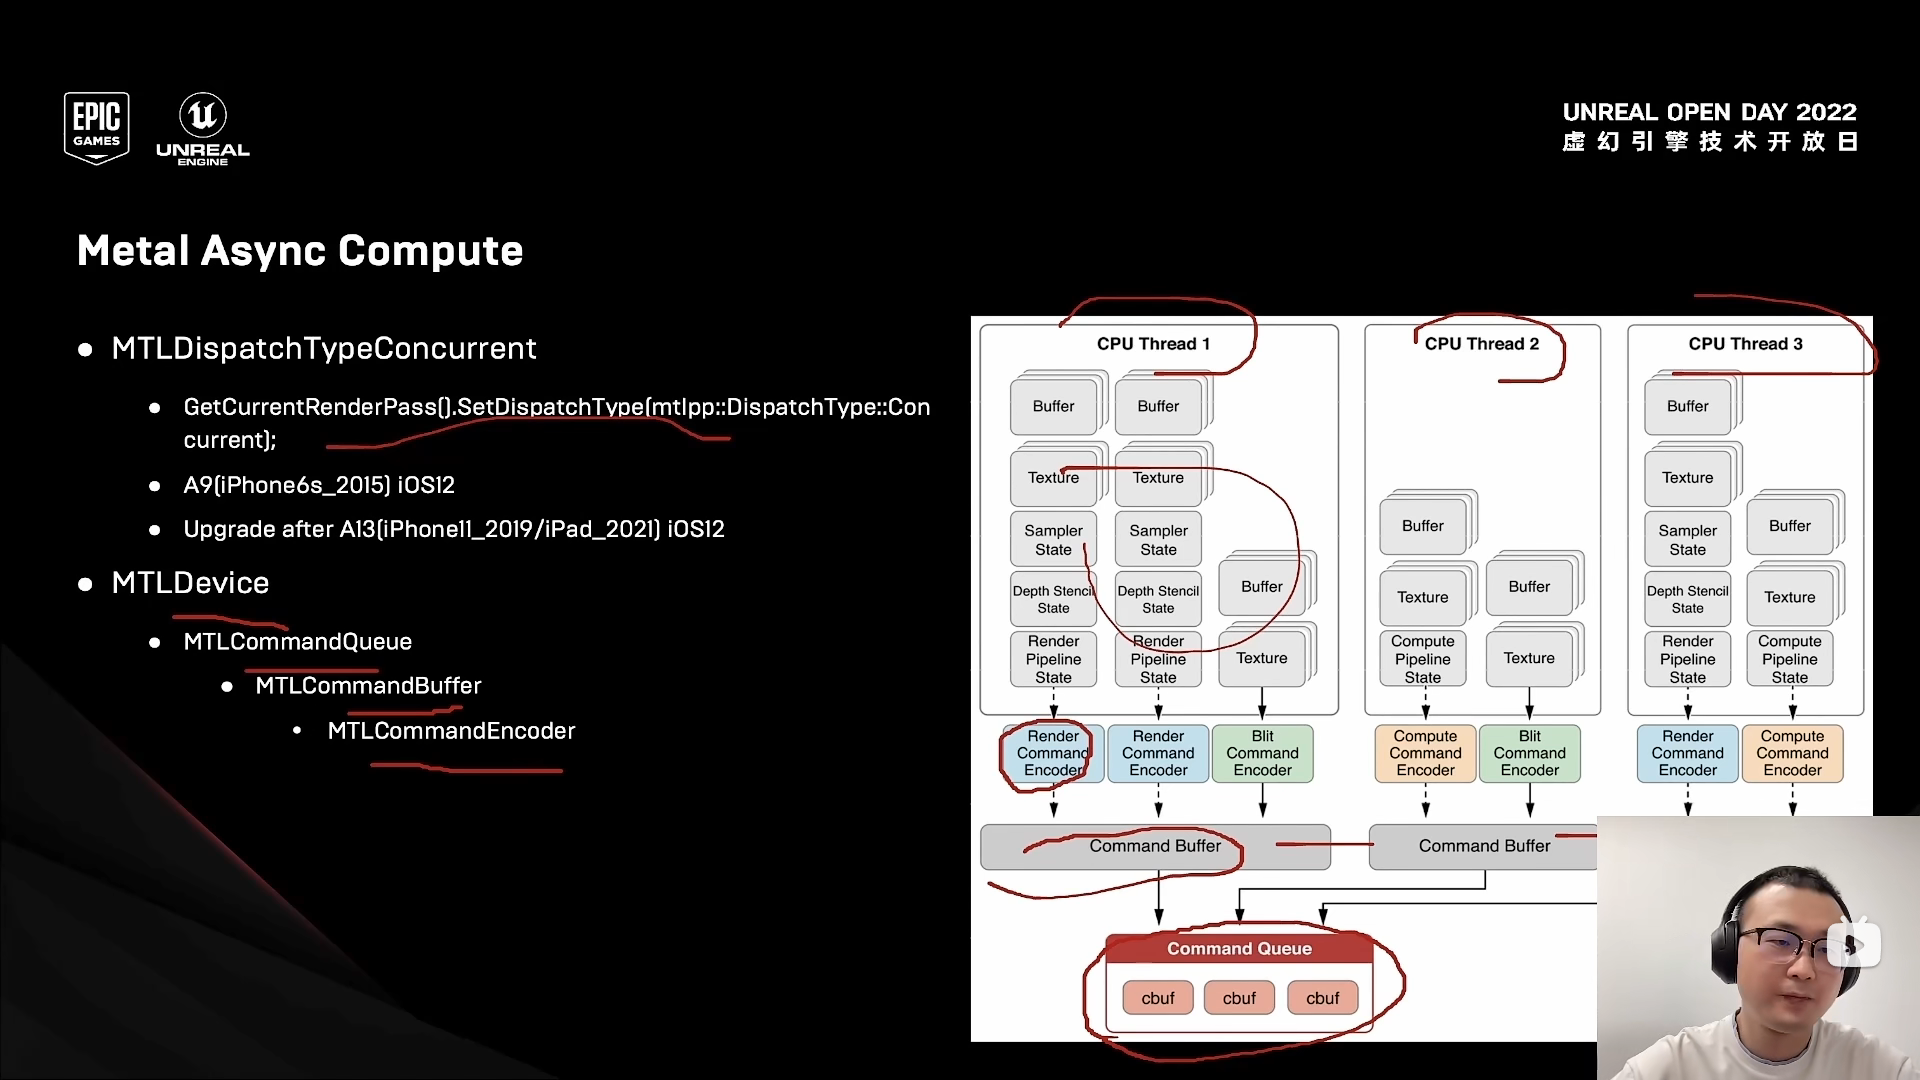 EPIC
GAMES
UNREAL
ENGINE
UNREAL OPEN DAY 2022
虚幻引擎技术开放日
Metal Async Compute
MTLDispatchTypeConcurrent
GetCurrentRenderPass().SetDispatchType(mtlpp::DispatchType::Con
current);
A9(iPhone6s_2015) iOS12
Upgrade after A13(iPhone11_2019/iPad_2021) iOS12
MTLDevice
MTLCommandQueue
MTLCommandBuffer
MTLCommandEncoder
CPU Thread 1
Buffer
Buffer
Texture
Texture
Sampler
State
Sampler
State
Depth Stencil
State
Depth Stencil
State
Buffer
Render
Pipeline
State
Render
Pipeline
State
Texture
Render
Command
Encoder
Render
Command
Encoder
Blit
Command
Encoder
CPU Thread 2
Buffer
Texture
Buffer
Compute
Pipeline
State
Texture
Compute
Command
Encoder
Blit
Command
Encoder
CPU Thread 3
Buffer
Texture
Sampler
State
Buffer
Depth Stencil
State
Texture
Render
Pipeline
State
Compute
Pipeline
State
Render
Command
Encoder
Compute
Command
Encoder
Command Buffer
Command Buffer
Command Queue
cbuf
cbuf
cbuf